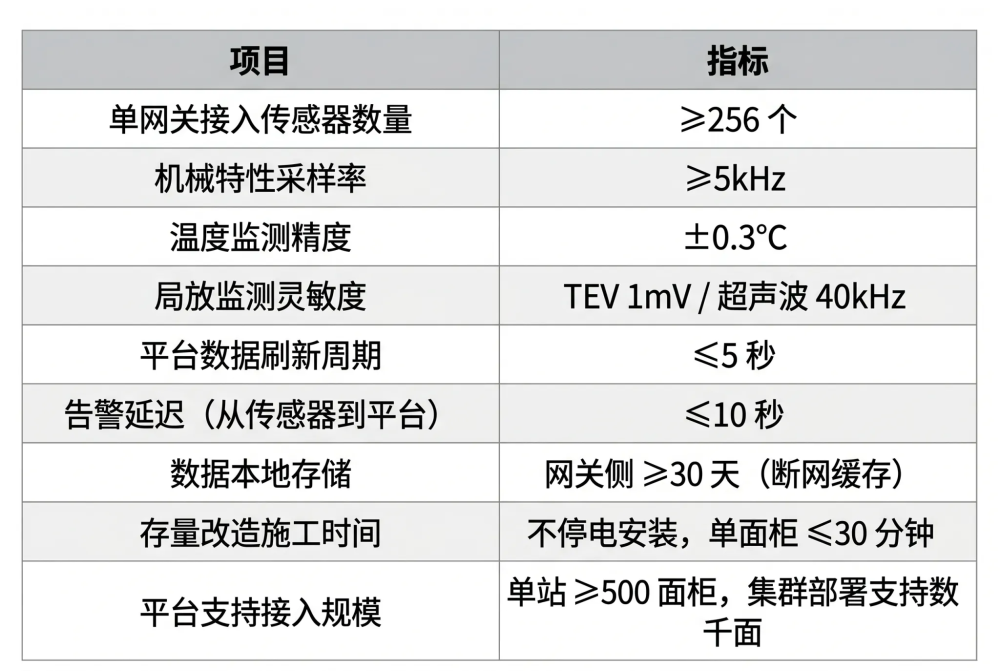 项目 指标
单网关接入传感器数量 ≥256 个
机械特性采样率 ≥5kHz
温度监测精度 ±0.3℃
局放监测灵敏度 TEV 1mV / 超声波 40kHz
平台数据刷新周期 ≤5 秒
告警延迟（从传感器到平台） ≤10 秒
数据本地存储 网关侧 ≥30 天（断网缓存）
存量改造施工时间 不停电安装，单面柜 ≤30 分钟
平台支持接入规模 单站 ≥500 面柜，集群部署支持数
千面